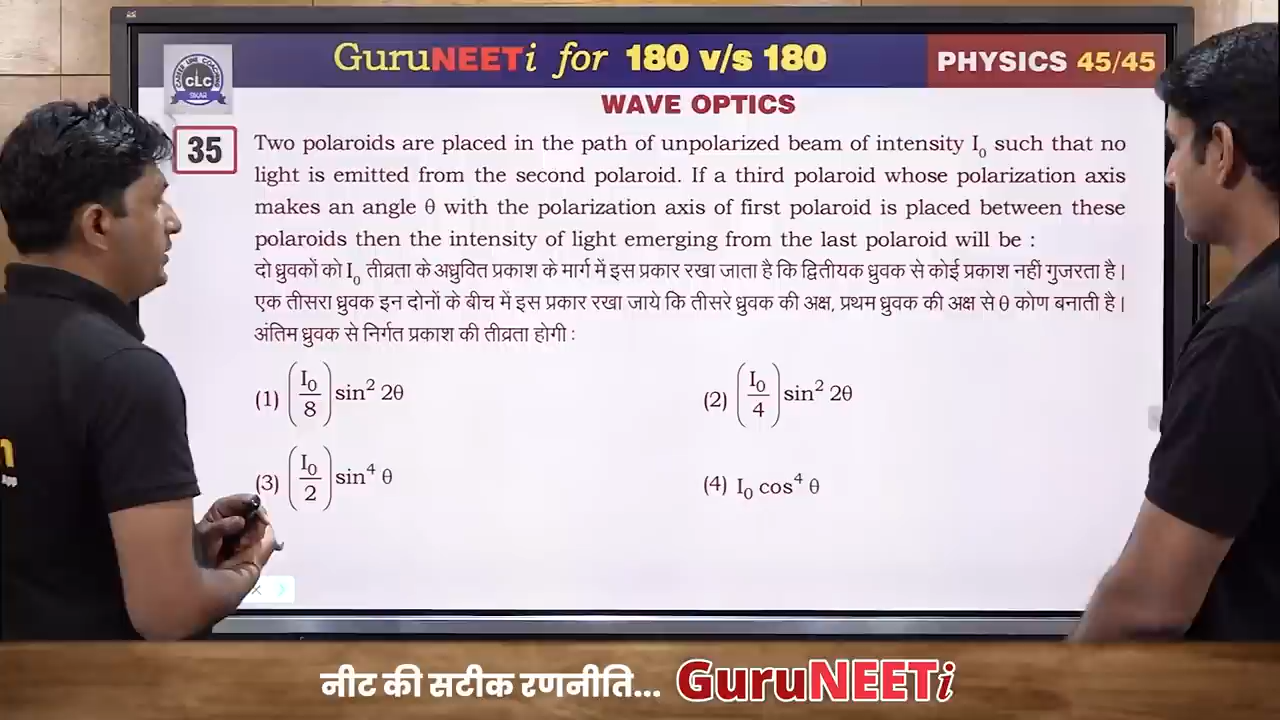 GuruNEETi for 180 v/s 180
PHYSICS 45/45
CAREER LINE COACHING
CLC
SIKAR
WAVE OPTICS
35
Two polaroids are placed in the path of unpolarized beam of intensity I₀ such that no
light is emitted from the second polaroid. If a third polaroid whose polarization axis
makes an angle θ with the polarization axis of first polaroid is placed between these
polaroids then the intensity of light emerging from the last polaroid will be :
दो ध्रुवकों को I₀ तीव्रता के अध्रुवित प्रकाश के मार्ग में इस प्रकार रखा जाता है कि द्वितीयक ध्रुवक से कोई प्रकाश नहीं गुजरता है।
एक तीसरा ध्रुवक इन दोनों के बीच में इस प्रकार रखा जाये कि तीसरे ध्रुवक की अक्ष, प्रथम ध्रुवक की अक्ष से θ कोण बनाती है।
अंतिम ध्रुवक से निर्गत प्रकाश की तीव्रता होगी :
(1) (I₀/8) sin² 2θ
(2) (I₀/4) sin² 2θ
(3) (I₀/2) sin⁴ θ
(4) I₀ cos⁴ θ
App
नीट की सटीक रणनीति... GuruNEETi